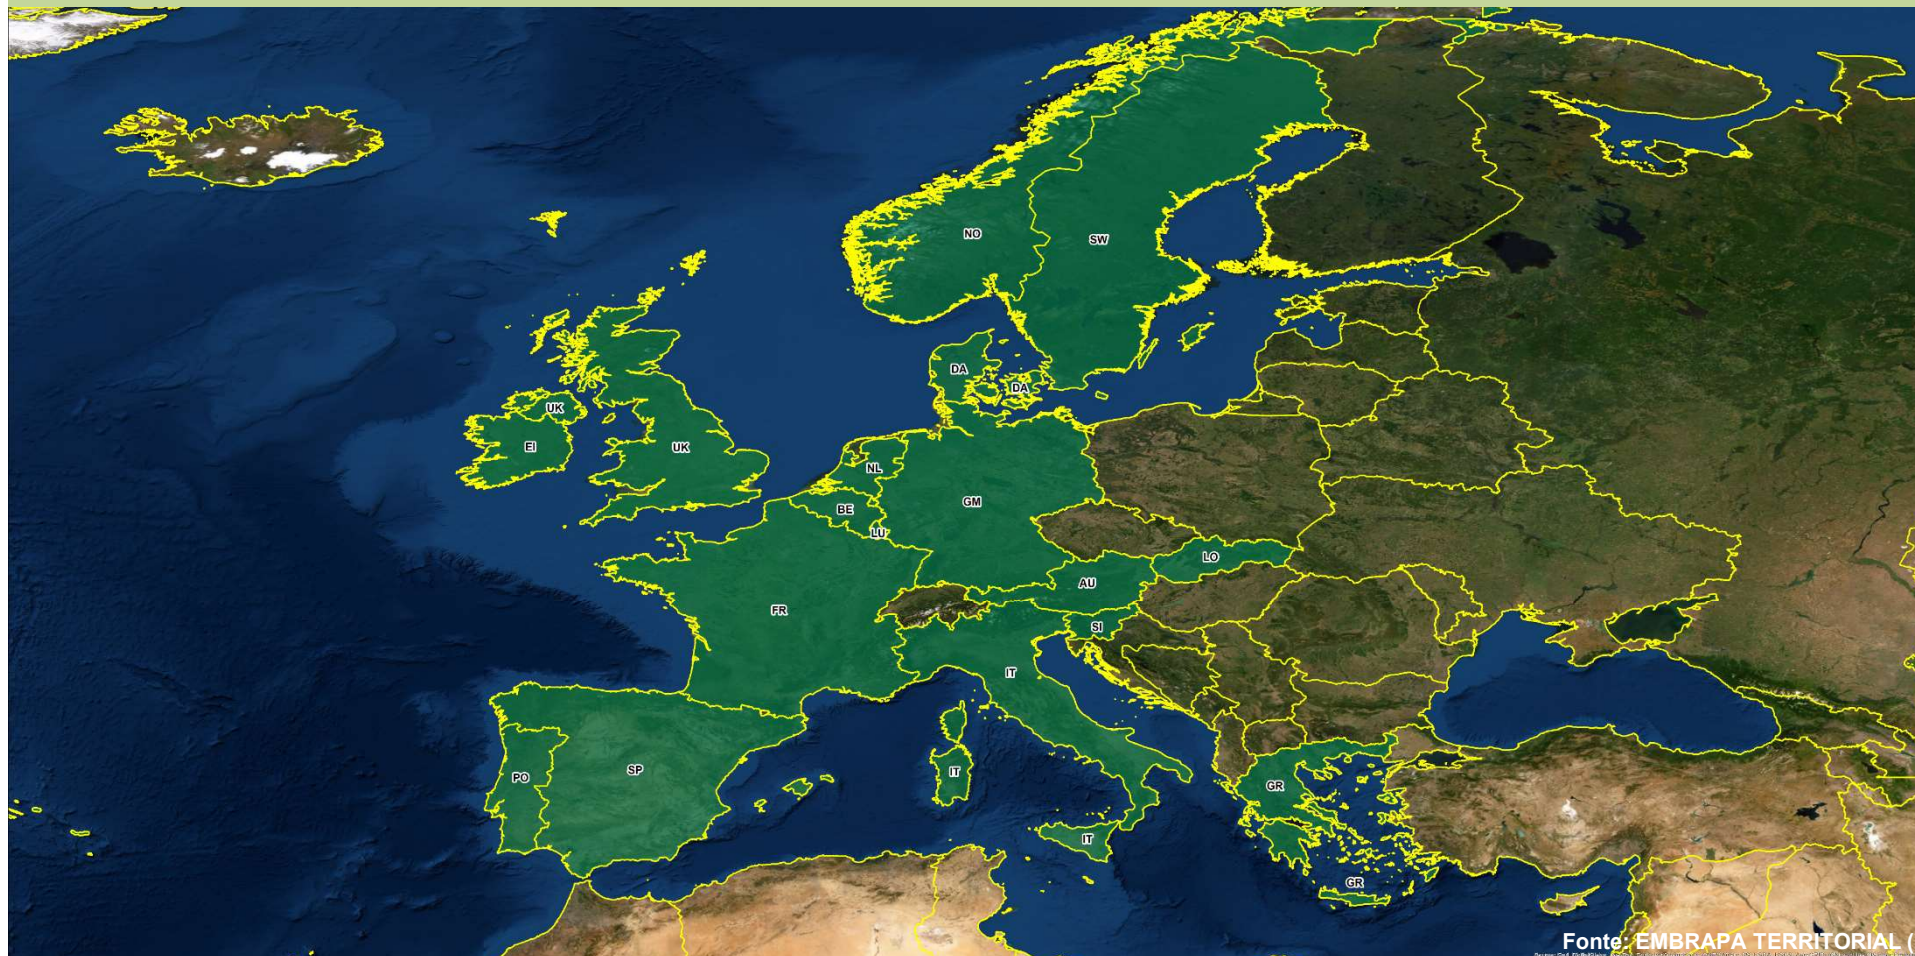 NO
SW
DA
DA
UK
EI
UK
NL
GM
BE
LU
LO
AU
FR
SI
IT
PO
SP
IT
GR
IT
GR
Fonte: EMBRAPA TERRITORIAL (